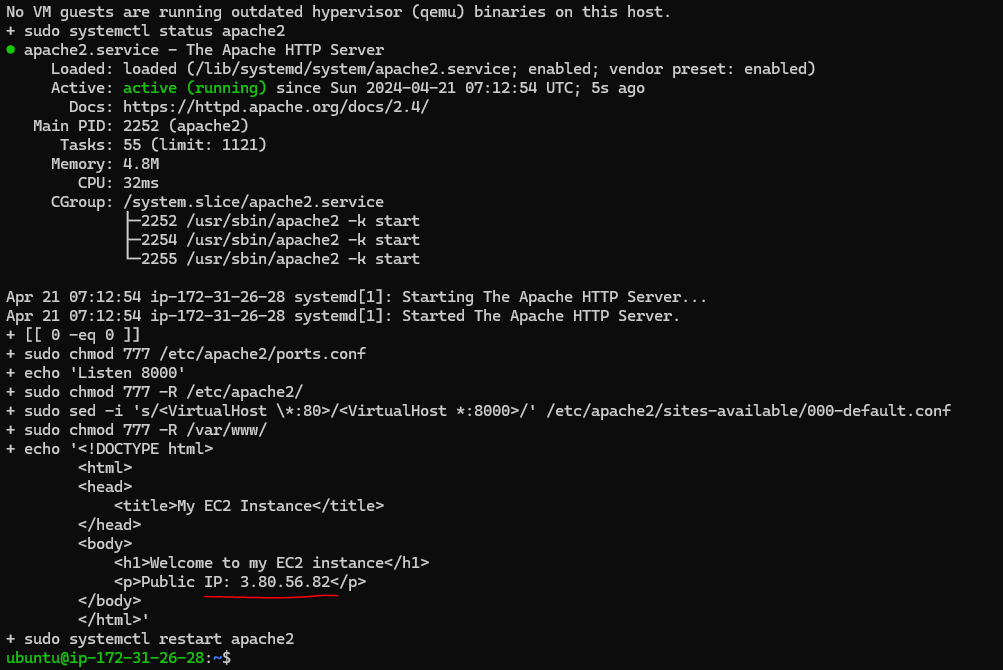 No VM guests are running outdated hypervisor (qemu) binaries on this host.
+ sudo systemctl status apache2
● apache2.service - The Apache HTTP Server
     Loaded: loaded (/lib/systemd/system/apache2.service; enabled; vendor preset: enabled)
     Active: active (running) since Sun 2024-04-21 07:12:54 UTC; 5s ago
       Docs: https://httpd.apache.org/docs/2.4/
   Main PID: 2252 (apache2)
      Tasks: 55 (limit: 1121)
     Memory: 4.8M
        CPU: 32ms
     CGroup: /system.slice/apache2.service
             ├─2252 /usr/sbin/apache2 -k start
             ├─2254 /usr/sbin/apache2 -k start
             └─2255 /usr/sbin/apache2 -k start
Apr 21 07:12:54 ip-172-31-26-28 systemd[1]: Starting The Apache HTTP Server...
Apr 21 07:12:54 ip-172-31-26-28 systemd[1]: Started The Apache HTTP Server.
+ [[ 0 -eq 0 ]]
+ sudo chmod 777 /etc/apache2/ports.conf
+ echo 'Listen 8000'
+ sudo chmod 777 -R /etc/apache2/
+ sudo sed -i 's/<VirtualHost \*:80>/<VirtualHost *:8000>/' /etc/apache2/sites-available/000-default.conf
+ sudo chmod 777 -R /var/www/
+ echo '<!DOCTYPE html>
        <html>
        <head>
            <title>My EC2 Instance</title>
        </head>
        <body>
            <h1>Welcome to my EC2 instance</h1>
            <p>Public IP: 3.80.56.82</p>
        </body>
        </html>'
+ sudo systemctl restart apache2
ubuntu@ip-172-31-26-28:~$